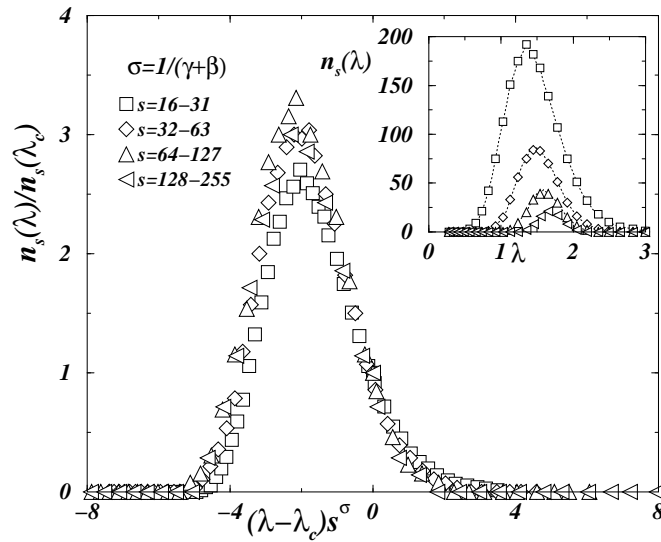 σ=1/(γ+β)
s=16−31
s=32−63
s=64−127
s=128−255
n_s(λ)
200
150
100
50
0
0 1 2 3
λ
n_s(λ)/n_s(λ_c)
4
3
2
1
0
−8 −4 0 4 8
(λ−λ_c)s^σ